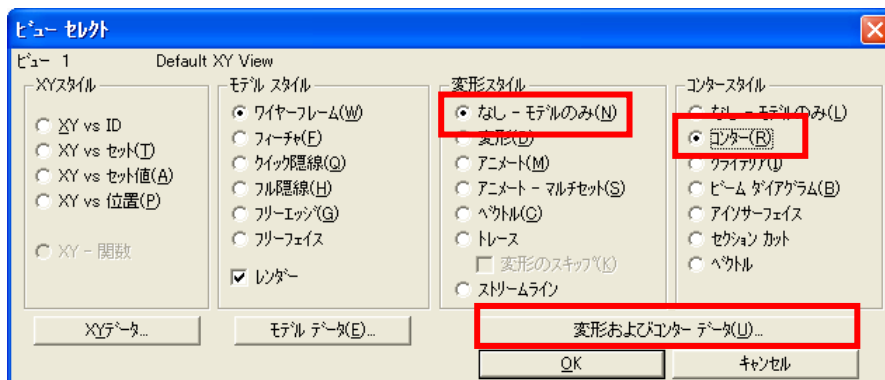 ビュー セレクト
ビュー 1 Default XY View
XYスタイル
XY vs ID
XY vs セット(T)
XY vs セット値(A)
XY vs 位置(P)
XY - 関数
XYデータ...
モデル スタイル
ワイヤーフレーム(W)
フィーチャ(F)
クイック隠線(Q)
フル隠線(H)
フリーエッジ(G)
フリーフェイス
レンダー
モデル データ(E)...
変形スタイル
なし - モデルのみ(N)
変形(D)
アニメート(M)
アニメート - マルチセット(S)
ベクトル(C)
トレース
変形のスキップ(K)
ストリームライン
コンタースタイル
なし - モデルのみ(L)
コンター(R)
クライテリア(I)
ビーム ダイアグラム(B)
アイソサーフェイス
セクション カット
ベクトル
変形およびコンター データ(U)...
OK
キャンセル